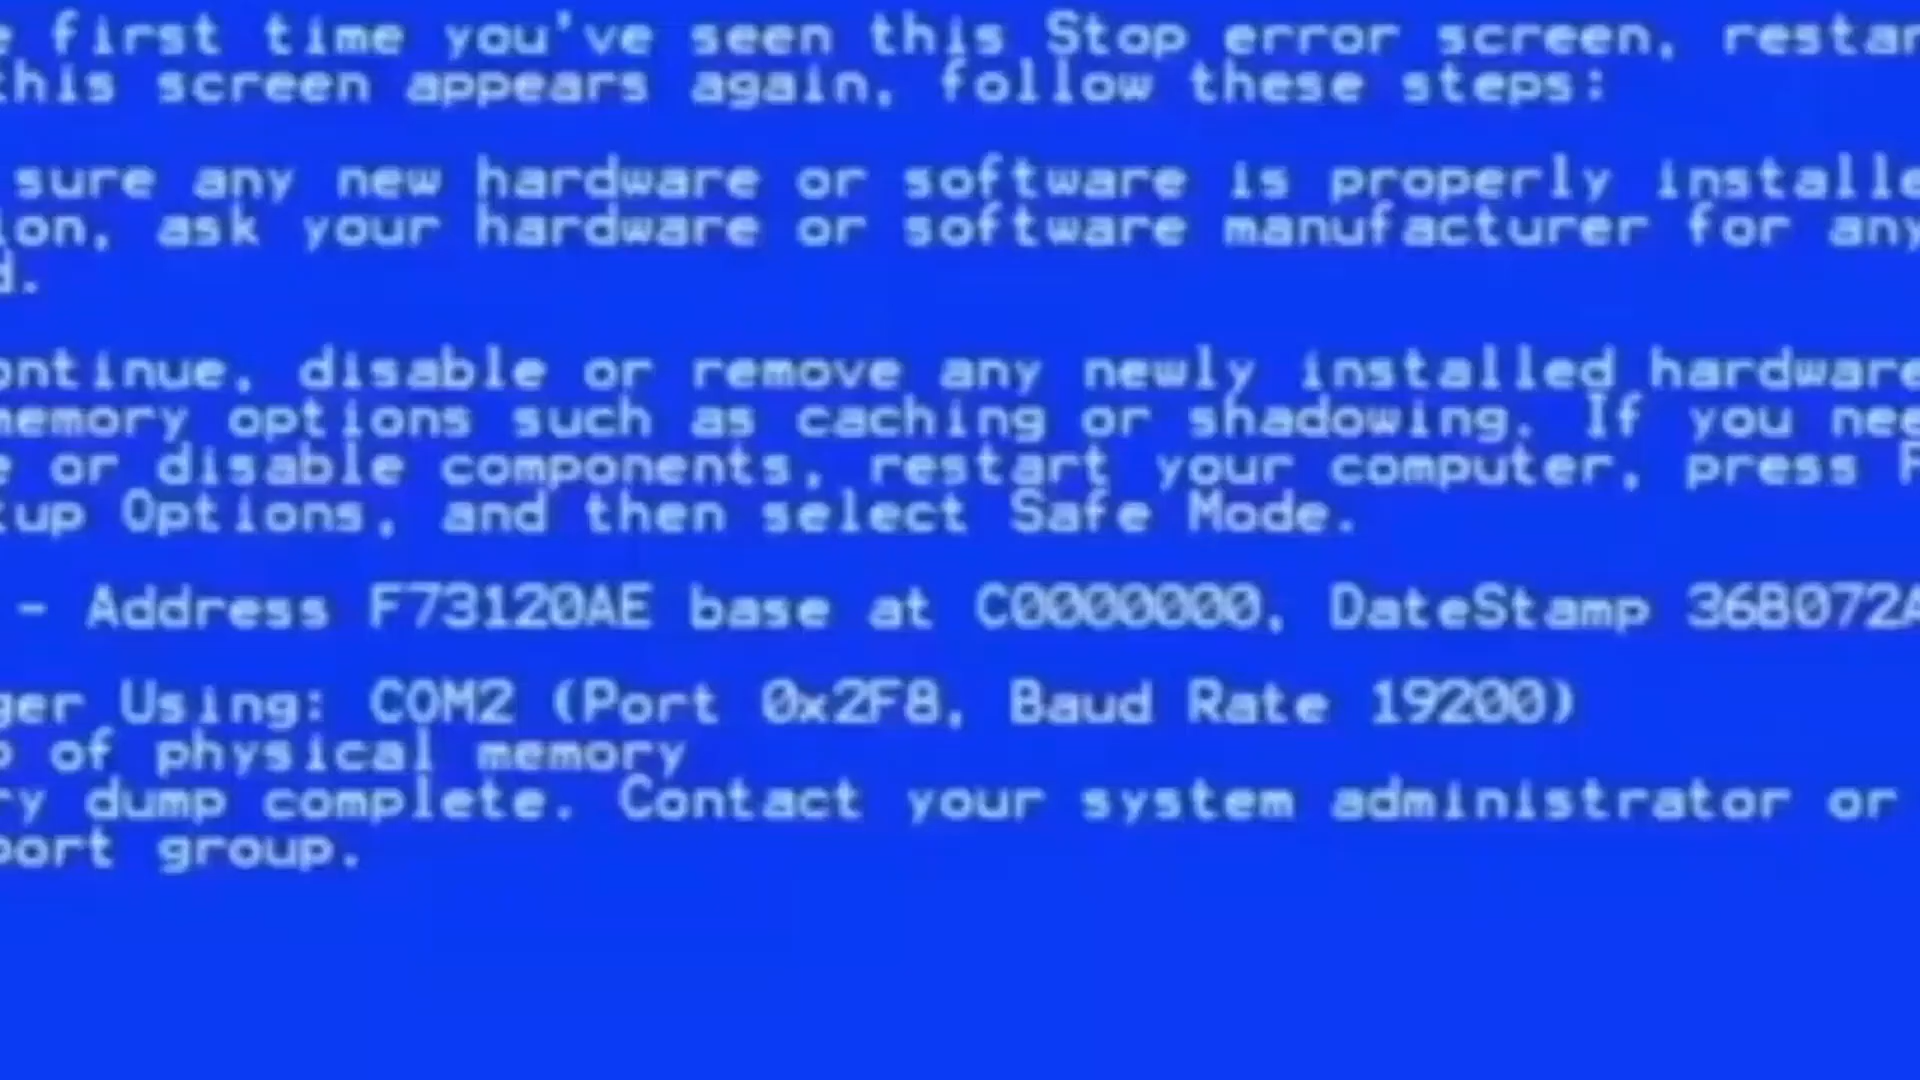 e first time you've seen this Stop error screen, restar
this screen appears again, follow these steps:
sure any new hardware or software is properly installe
ion, ask your hardware or software manufacturer for any
d.
ontinue, disable or remove any newly installed hardware
memory options such as caching or shadowing. If you nee
e or disable components, restart your computer, press F
tup Options, and then select Safe Mode.
- Address F73120AE base at C0000000, DateStamp 36B072A
ger Using: COM2 (Port 0x2F8, Baud Rate 19200)
p of physical memory
ry dump complete. Contact your system administrator or
port group.